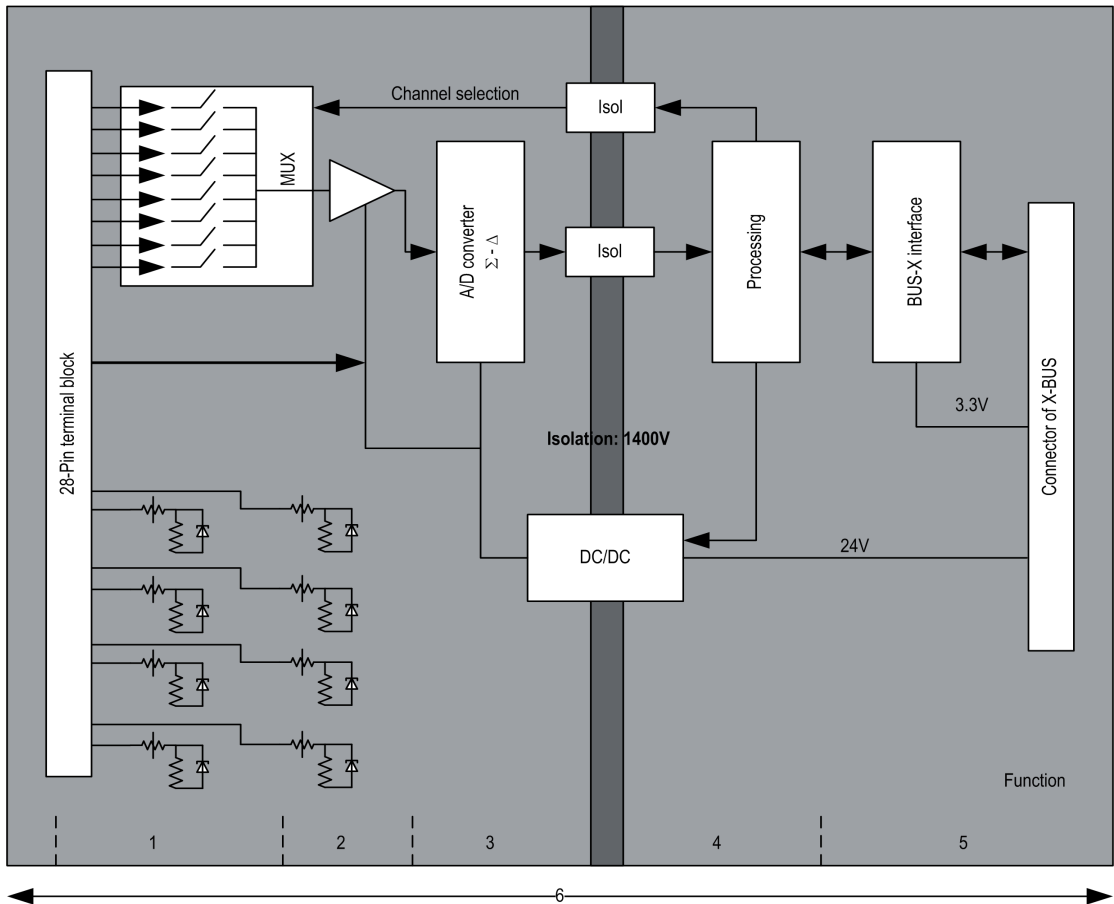 Channel selection
Isol
MUX
A/D converter
Σ - Δ
Isol
Processing
BUS-X interface
28-Pin terminal block
Connector of X-BUS
3.3V
Isolation: 1400V
DC/DC
24V
Function
1
2
3
4
5
6